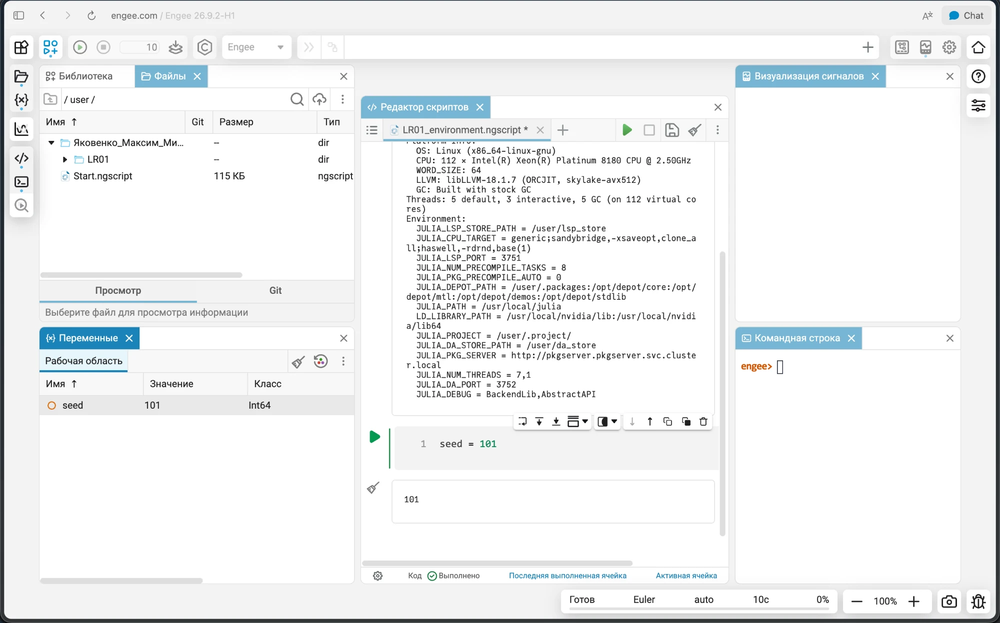 engee.com / Engee 26.9.2-H1
Chat
10
Engee
Библиотека
Файлы
/ user /
Имя ↑ Git Размер Тип
Яковенко_Максим_Ми... -- dir
LR01 -- dir
Start.ngscript 115 КБ ngscript
Просмотр Git
Выберите файл для просмотра информации
{x} Переменные
Рабочая область
Имя ↑ Значение Класс
seed 101 Int64
</> Редактор скриптов
LR01_environment.ngscript *
Platform Info:
OS: Linux (x86_64-linux-gnu)
CPU: 112 × Intel(R) Xeon(R) Platinum 8180 CPU @ 2.50GHz
WORD_SIZE: 64
LLVM: libLLVM-18.1.7 (ORCJIT, skylake-avx512)
GC: Built with stock GC
Threads: 5 default, 3 interactive, 5 GC (on 112 virtual co
res)
Environment:
JULIA_LSP_STORE_PATH = /user/lsp_store
JULIA_CPU_TARGET = generic;sandybridge,-xsaveopt,clone_a
ll;haswell,-rdrnd,base(1)
JULIA_LSP_PORT = 3751
JULIA_NUM_PRECOMPILE_TASKS = 8
JULIA_PKG_PRECOMPILE_AUTO = 0
JULIA_DEPOT_PATH = /user/.packages:/opt/depot/core:/opt/
depot/mtl:/opt/depot/demos:/opt/depot/stdlib
JULIA_PATH = /usr/local/julia
LD_LIBRARY_PATH = /usr/local/nvidia/lib:/usr/local/nvidi
a/lib64
JULIA_PROJECT = /user/.project/
JULIA_DA_STORE_PATH = /user/da_store
JULIA_PKG_SERVER = http://pkgserver.pkgserver.svc.cluste
r.local
JULIA_NUM_THREADS = 7,1
JULIA_DA_PORT = 3752
JULIA_DEBUG = BackendLib,AbstractAPI
1 seed = 101
101
Код Выполнено Последняя выполненная ячейка Активная ячейка
Визуализация сигналов
Командная строка
engee>
Готов Euler auto 10с 0%
100%